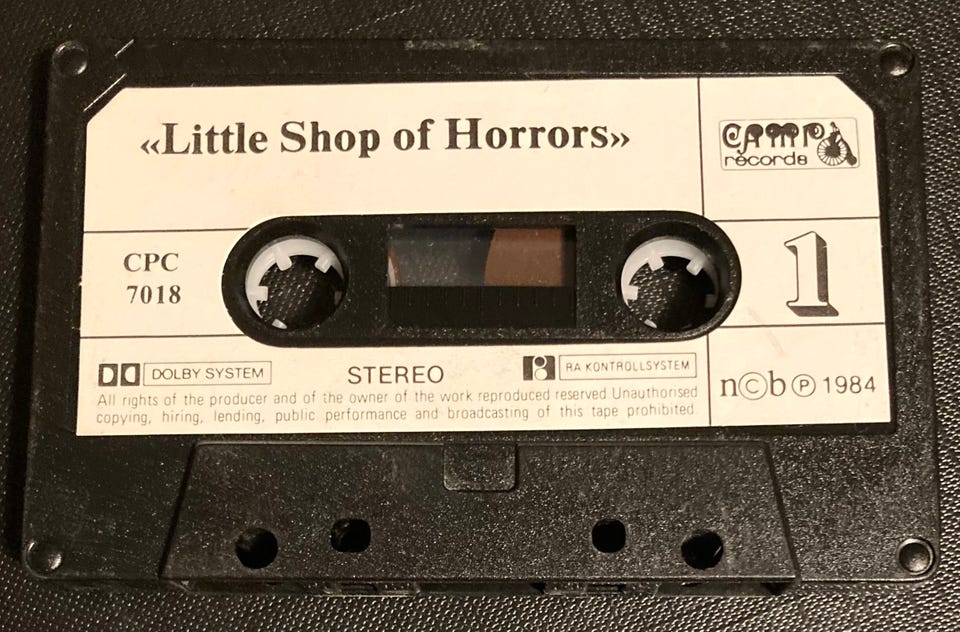 «Little Shop of Horrors»
CAMP
records
CPC
7018
1
DOLBY SYSTEM
STEREO
RA KONTROLLSYSTEM
All rights of the producer and of the owner of the work reproduced reserved Unauthorised
copying, hiring, lending, public performance and broadcasting of this tape prohibited.
n©b ℗ 1984